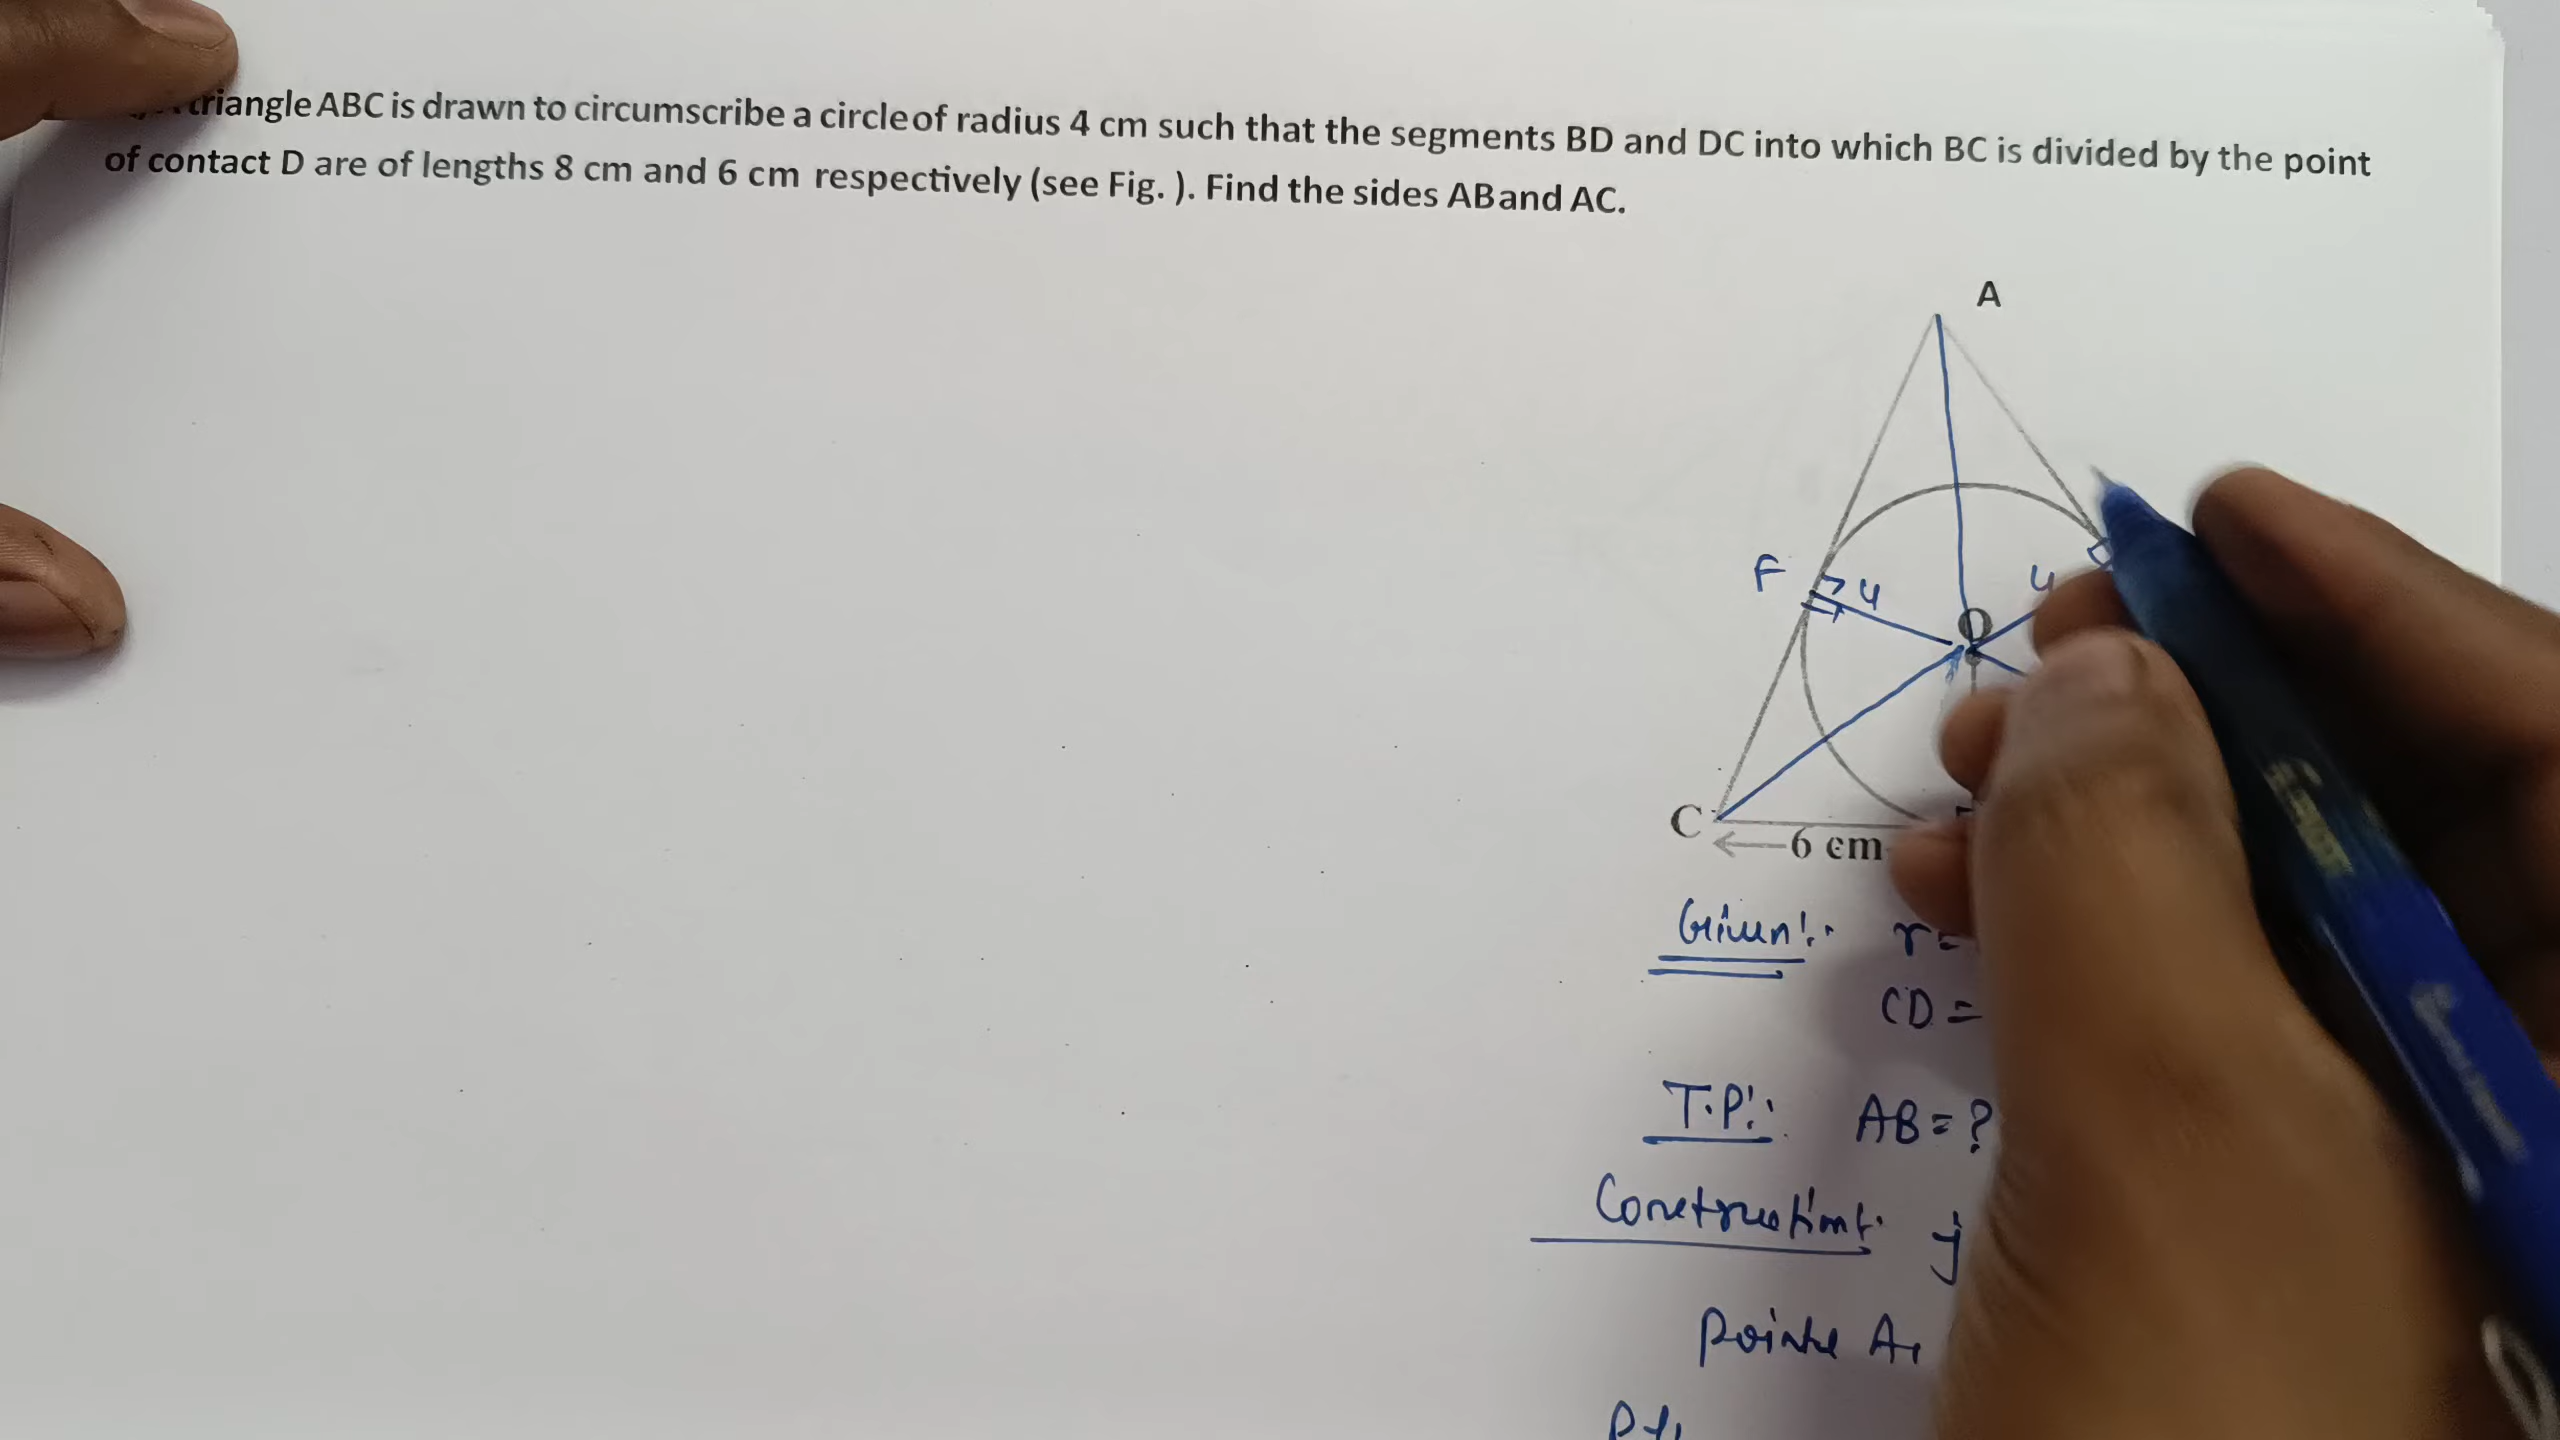 triangle ABC is drawn to circumscribe a circle of radius 4 cm such that the segments BD and DC into which BC is divided by the point
of contact D are of lengths 8 cm and 6 cm respectively (see Fig. ). Find the sides AB and AC.
A
F
4
4
O
C
6 cm
Given:
r=
CD =
T.P:
AB = ?
Construction:
j
Points A,